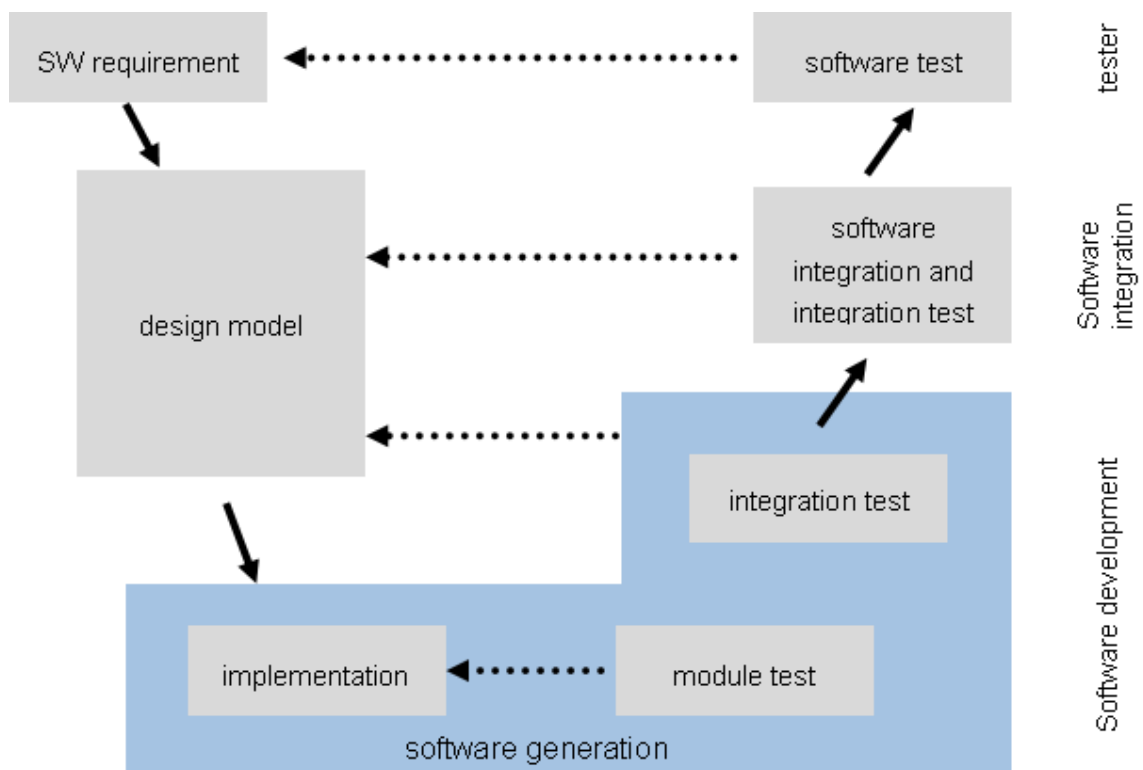 SW requirement
software test
tester
software
integration and
integration test
Software
integration
design model
integration test
Software development
implementation
module test
software generation